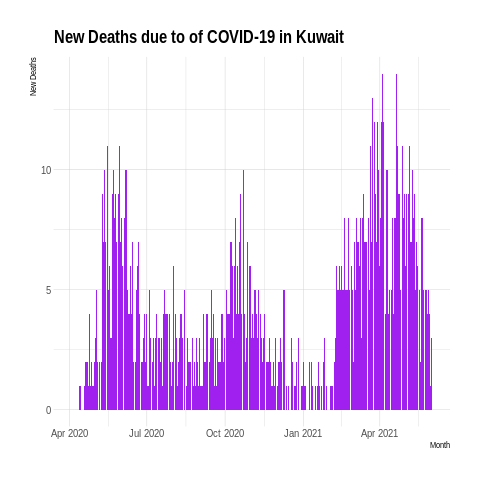 New Deaths due to of COVID-19 in Kuwait
New Deaths
10
5
0
Apr 2020 Jul 2020 Oct 2020 Jan 2021 Apr 2021
Month